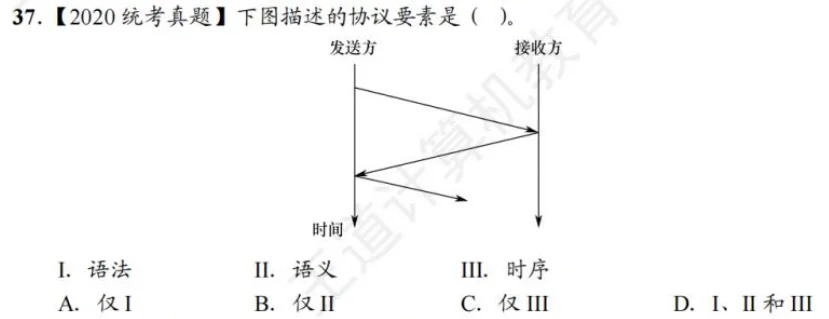 37.【2020 统考真题】下图描述的协议要素是（ ）。
发送方 接收方
时间
I. 语法 II. 语义 III. 时序
A. 仅 I B. 仅 II C. 仅 III D. I、II 和 III
王道计算机教育